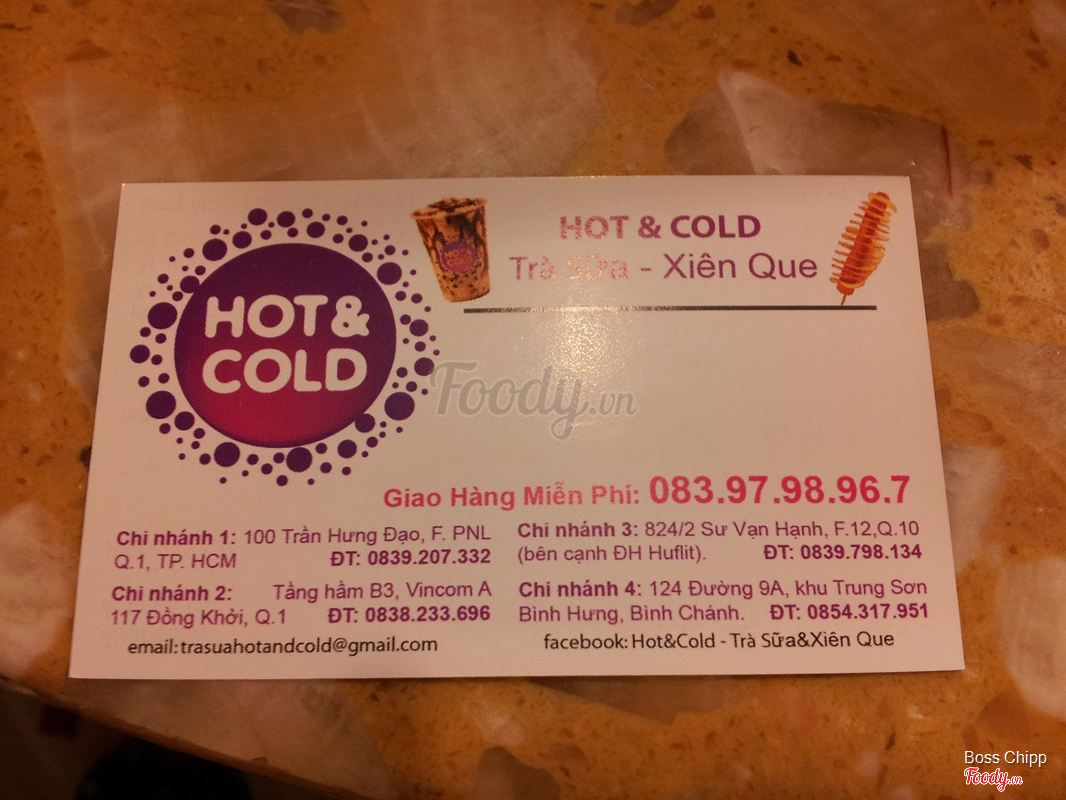 HOT & COLD
Trà Sữa - Xiên Que
HOT &
COLD
HOT &
COLD
Foody.vn
Giao Hàng Miễn Phí: 083.97.98.96.7
Chi nhánh 1: 100 Trần Hưng Đạo, F. PNL
Q.1, TP. HCM ĐT: 0839.207.332
Chi nhánh 2: Tầng hầm B3, Vincom A
117 Đồng Khởi, Q.1 ĐT: 0838.233.696
Chi nhánh 3: 824/2 Sư Vạn Hạnh, F.12,Q.10
(bên cạnh ĐH Huflit). ĐT: 0839.798.134
Chi nhánh 4: 124 Đường 9A, khu Trung Sơn
Bình Hưng, Bình Chánh. ĐT: 0854.317.951
email: trasuahotandcold@gmail.com
facebook: Hot&Cold - Trà Sữa&Xiên Que
Boss Chipp
Foody.vn